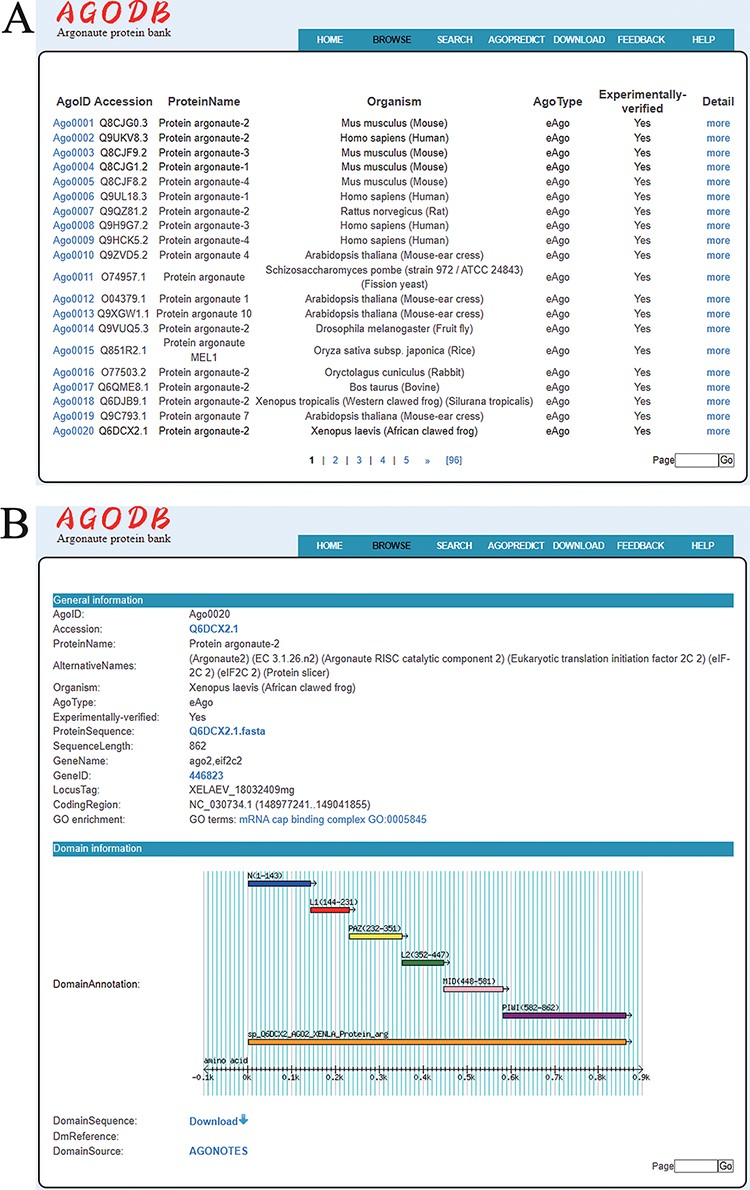 A
AGODB
Argonaute protein bank
HOME BROWSE SEARCH AGOPREDICT DOWNLOAD FEEDBACK HELP
AgoID Accession ProteinName Organism AgoType Experimentally-verified Detail
Ago0001 Q8CJG0.3 Protein argonaute-2 Mus musculus (Mouse) eAgo Yes more
Ago0002 Q9UKV8.3 Protein argonaute-2 Homo sapiens (Human) eAgo Yes more
Ago0003 Q8CJF9.2 Protein argonaute-3 Mus musculus (Mouse) eAgo Yes more
Ago0004 Q8CJG1.2 Protein argonaute-1 Mus musculus (Mouse) eAgo Yes more
Ago0005 Q8CJF8.2 Protein argonaute-4 Mus musculus (Mouse) eAgo Yes more
Ago0006 Q9UL18.3 Protein argonaute-1 Homo sapiens (Human) eAgo Yes more
Ago0007 Q9QZ81.2 Protein argonaute-2 Rattus norvegicus (Rat) eAgo Yes more
Ago0008 Q9H9G7.2 Protein argonaute-3 Homo sapiens (Human) eAgo Yes more
Ago0009 Q9HCK5.2 Protein argonaute-4 Homo sapiens (Human) eAgo Yes more
Ago0010 Q9ZVD5.2 Protein argonaute 4 Arabidopsis thaliana (Mouse-ear cress) eAgo Yes more
Ago0011 O74957.1 Protein argonaute Schizosaccharomyces pombe (strain 972 / ATCC 24843) (Fission yeast) eAgo Yes more
Ago0012 O04379.1 Protein argonaute 1 Arabidopsis thaliana (Mouse-ear cress) eAgo Yes more
Ago0013 Q9XGW1.1 Protein argonaute 10 Arabidopsis thaliana (Mouse-ear cress) eAgo Yes more
Ago0014 Q9VUQ5.3 Protein argonaute-2 Drosophila melanogaster (Fruit fly) eAgo Yes more
Ago0015 Q851R2.1 Protein argonaute MEL1 Oryza sativa subsp. japonica (Rice) eAgo Yes more
Ago0016 O77503.2 Protein argonaute-2 Oryctolagus cuniculus (Rabbit) eAgo Yes more
Ago0017 Q6QME8.1 Protein argonaute-2 Bos taurus (Bovine) eAgo Yes more
Ago0018 Q6DJB9.1 Protein argonaute-2 Xenopus tropicalis (Western clawed frog) (Silurana tropicalis) eAgo Yes more
Ago0019 Q9C793.1 Protein argonaute 7 Arabidopsis thaliana (Mouse-ear cress) eAgo Yes more
Ago0020 Q6DCX2.1 Protein argonaute-2 Xenopus laevis (African clawed frog) eAgo Yes more
1 | 2 | 3 | 4 | 5 » [96] Page Go
B
AGODB
Argonaute protein bank
HOME BROWSE SEARCH AGOPREDICT DOWNLOAD FEEDBACK HELP
General information
AgoID: Ago0020
Accession: Q6DCX2.1
ProteinName: Protein argonaute-2
AlternativeNames: (Argonaute2) (EC 3.1.26.n2) (Argonaute RISC catalytic component 2) (Eukaryotic translation initiation factor 2C 2) (eIF-
2C 2) (eIF2C 2) (Protein slicer)
Organism: Xenopus laevis (African clawed frog)
AgoType: eAgo
Experimentally-verified: Yes
ProteinSequence: Q6DCX2.1.fasta
SequenceLength: 862
GeneName: ago2,eif2c2
GeneID: 446823
LocusTag: XELAEV_18032409mg
CodingRegion: NC_030734.1 (148977241..149041855)
GO enrichment: GO terms: mRNA cap binding complex GO:0005845
Domain information
N(1-143)
L1(144-231)
PAZ(232-351)
L2(352-447)
MID(448-581)
DomainAnnotation:
PIWI(582-862)
sp_Q6DCX2_AGO2_XENLA_Protein_arg
amino acid
-0.1k 0k 0.1k 0.2k 0.3k 0.4k 0.5k 0.6k 0.7k 0.8k 0.9k
DomainSequence: Download
DmReference:
DomainSource: AGONOTES
Page Go